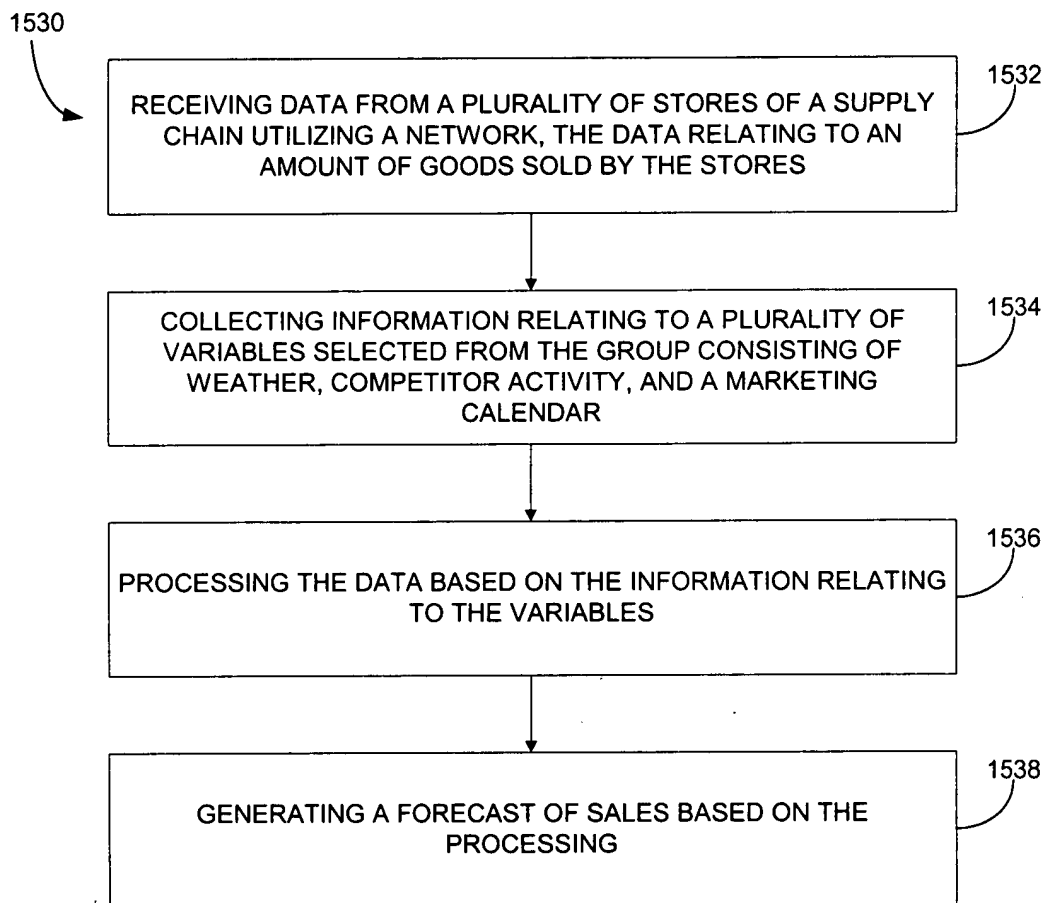 1530
1532
RECEIVING DATA FROM A PLURALITY OF STORES OF A SUPPLY
CHAIN UTILIZING A NETWORK, THE DATA RELATING TO AN
AMOUNT OF GOODS SOLD BY THE STORES
1534
COLLECTING INFORMATION RELATING TO A PLURALITY OF
VARIABLES SELECTED FROM THE GROUP CONSISTING OF
WEATHER, COMPETITOR ACTIVITY, AND A MARKETING
CALENDAR
1536
PROCESSING THE DATA BASED ON THE INFORMATION RELATING
TO THE VARIABLES
1538
GENERATING A FORECAST OF SALES BASED ON THE
PROCESSING